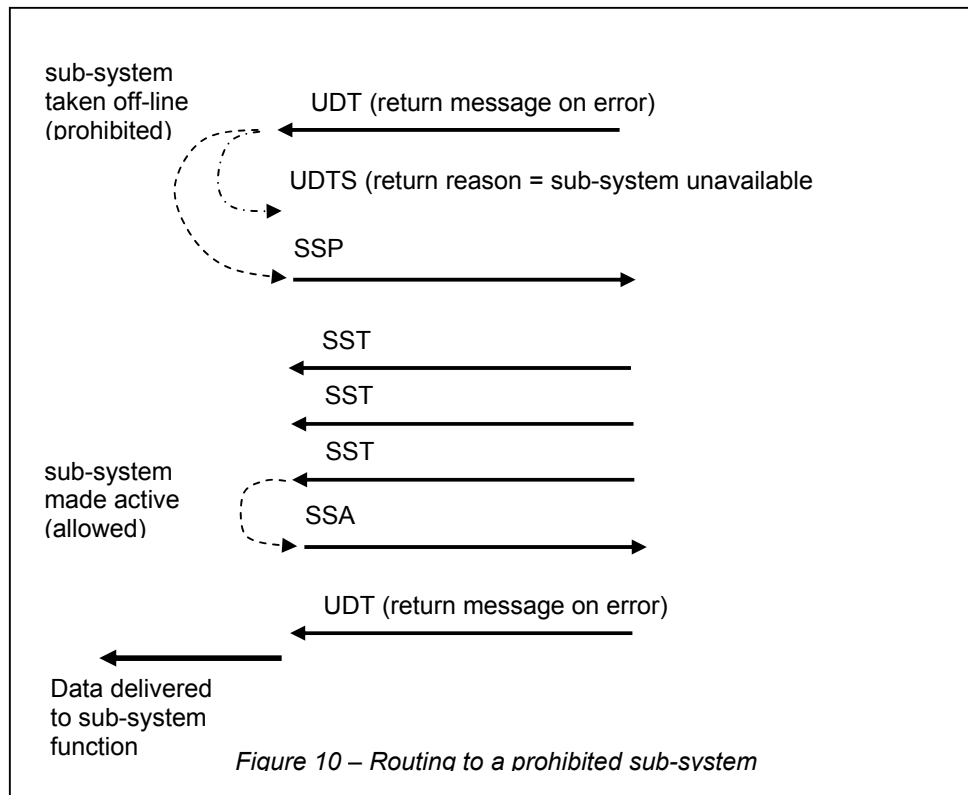 sub-system
taken off-line
(prohibited)
UDT (return message on error)
UDTS (return reason = sub-system unavailable
SSP
SST
SST
SST
sub-system
made active
(allowed)
SSA
UDT (return message on error)
Data delivered
to sub-system
function
Figure 10 – Routing to a prohibited sub-system